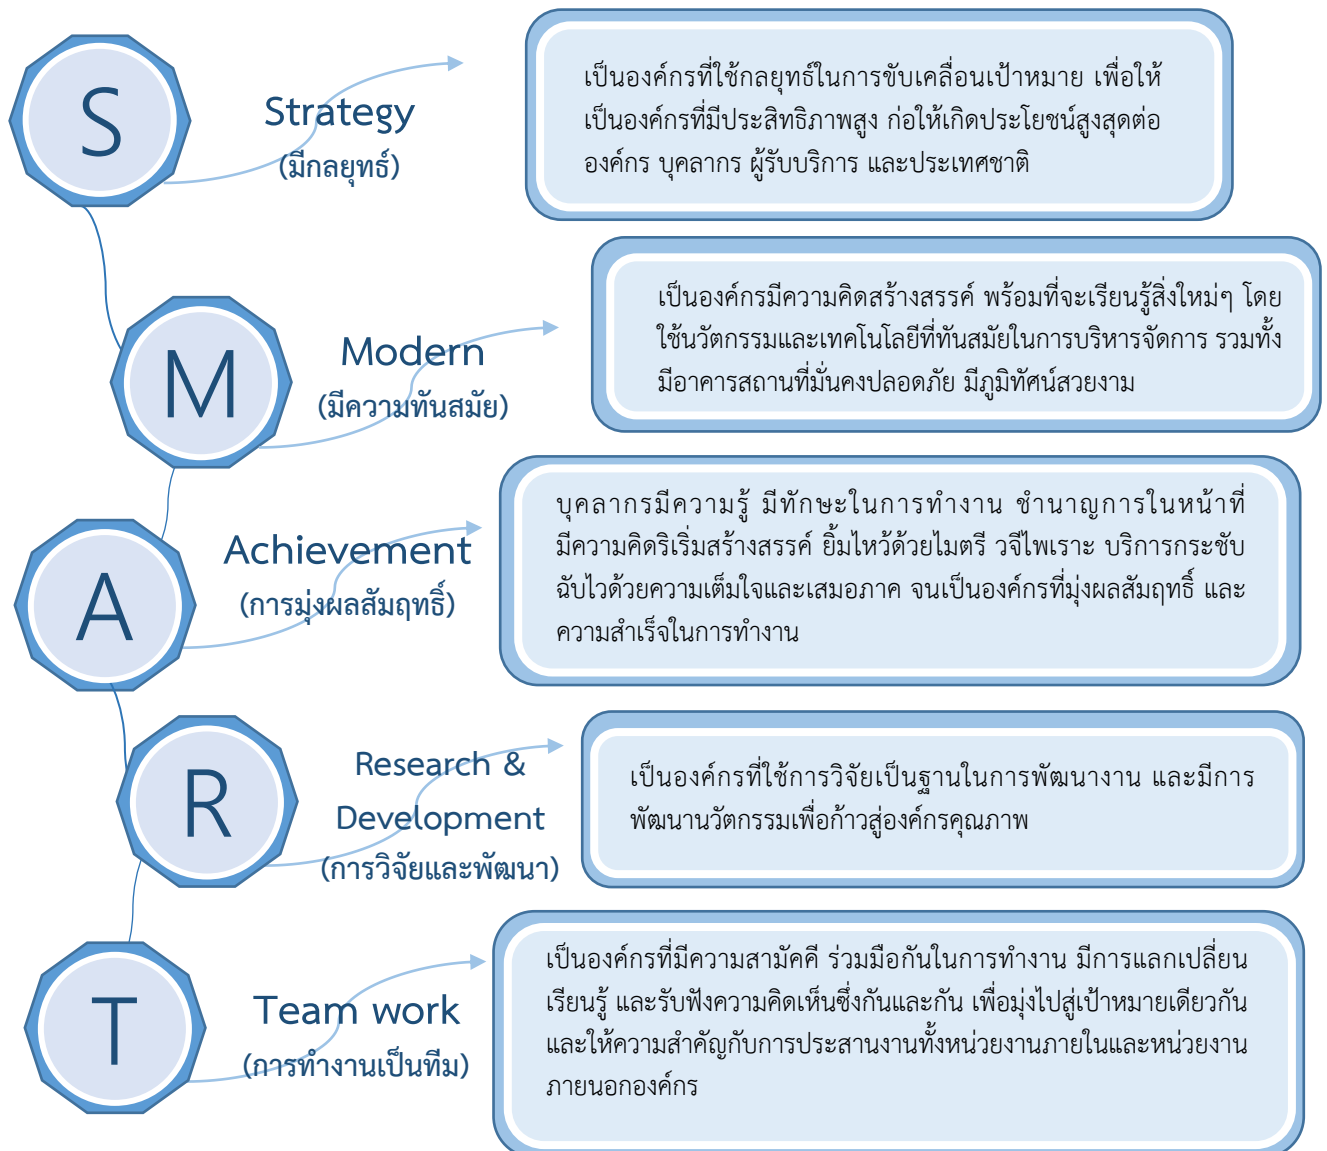 S
Strategy
(มีกลยุทธ์)
เป็นองค์กรที่ใช้กลยุทธ์ในการขับเคลื่อนเป้าหมาย เพื่อให้
เป็นองค์กรที่มีประสิทธิภาพสูง ก่อให้เกิดประโยชน์สูงสุดต่อ
องค์กร บุคลากร ผู้รับบริการ และประเทศชาติ
M
Modern
(มีความทันสมัย)
เป็นองค์กรมีความคิดสร้างสรรค์ พร้อมที่จะเรียนรู้สิ่งใหม่ๆ โดย
ใช้นวัตกรรมและเทคโนโลยีที่ทันสมัยในการบริหารจัดการ รวมทั้ง
มีอาคารสถานที่มั่นคงปลอดภัย มีภูมิทัศน์สวยงาม
A
Achievement
(การมุ่งผลสัมฤทธิ์)
บุคลากรมีความรู้ มีทักษะในการทำงาน ชำนาญการในหน้าที่
มีความคิดริเริ่มสร้างสรรค์ ยิ้มไหว้ด้วยไมตรี วจีไพเราะ บริการกระชับ
ฉับไวด้วยความเต็มใจและเสมอภาค จนเป็นองค์กรที่มุ่งผลสัมฤทธิ์ และ
ความสำเร็จในการทำงาน
R
Research &
Development
(การวิจัยและพัฒนา)
เป็นองค์กรที่ใช้การวิจัยเป็นฐานในการพัฒนางาน และมีการ
พัฒนานวัตกรรมเพื่อก้าวสู่องค์กรคุณภาพ
T
Team work
(การทำงานเป็นทีม)
เป็นองค์กรที่มีความสามัคคี ร่วมมือกันในการทำงาน มีการแลกเปลี่ยน
เรียนรู้ และรับฟังความคิดเห็นซึ่งกันและกัน เพื่อมุ่งไปสู่เป้าหมายเดียวกัน
และให้ความสำคัญกับการประสานงานทั้งหน่วยงานภายในและหน่วยงาน
ภายนอกองค์กร